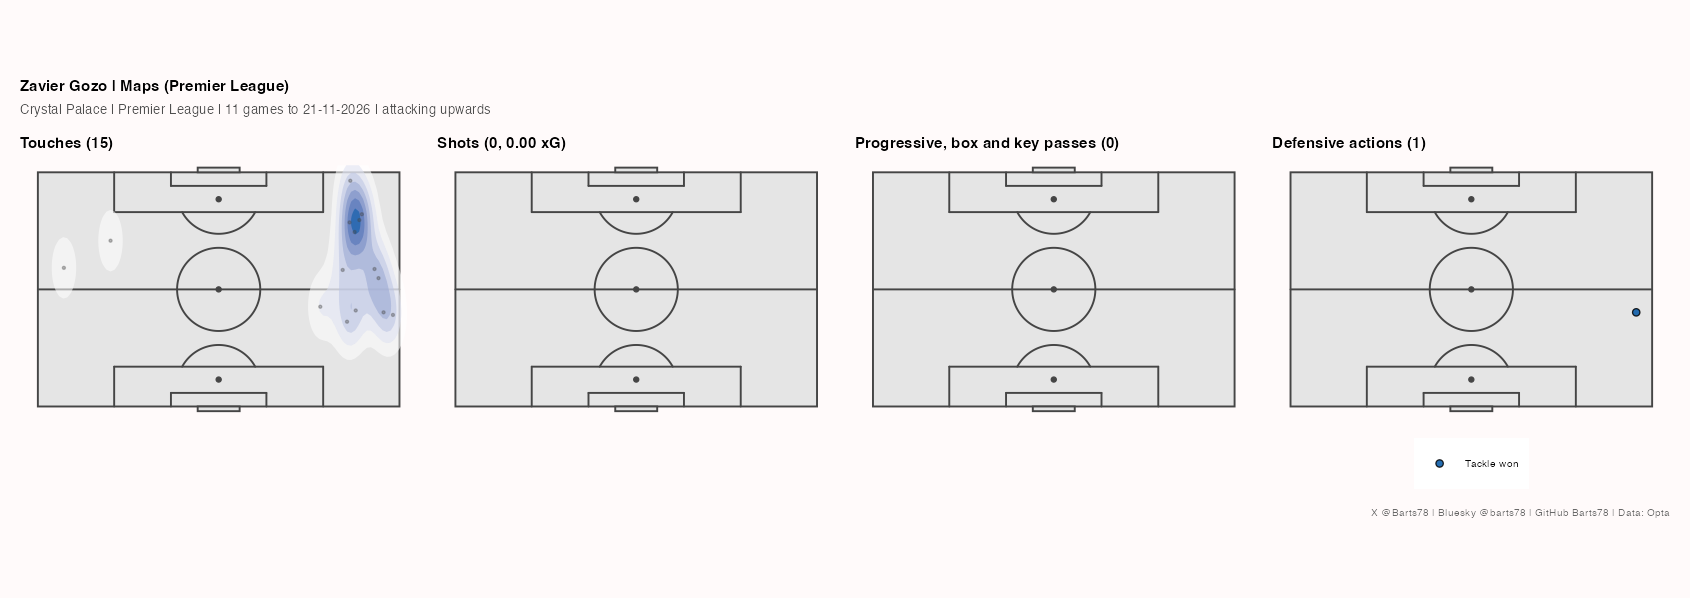 Zavier Gozo | Maps (Premier League)
Crystal Palace | Premier League | 11 games to 21-11-2026 | attacking upwards
Touches (15)
Shots (0, 0.00 xG)
Progressive, box and key passes (0)
Defensive actions (1)
Tackle won
X @Barts78 | Bluesky @barts78 | GitHub Barts78 | Data: Opta